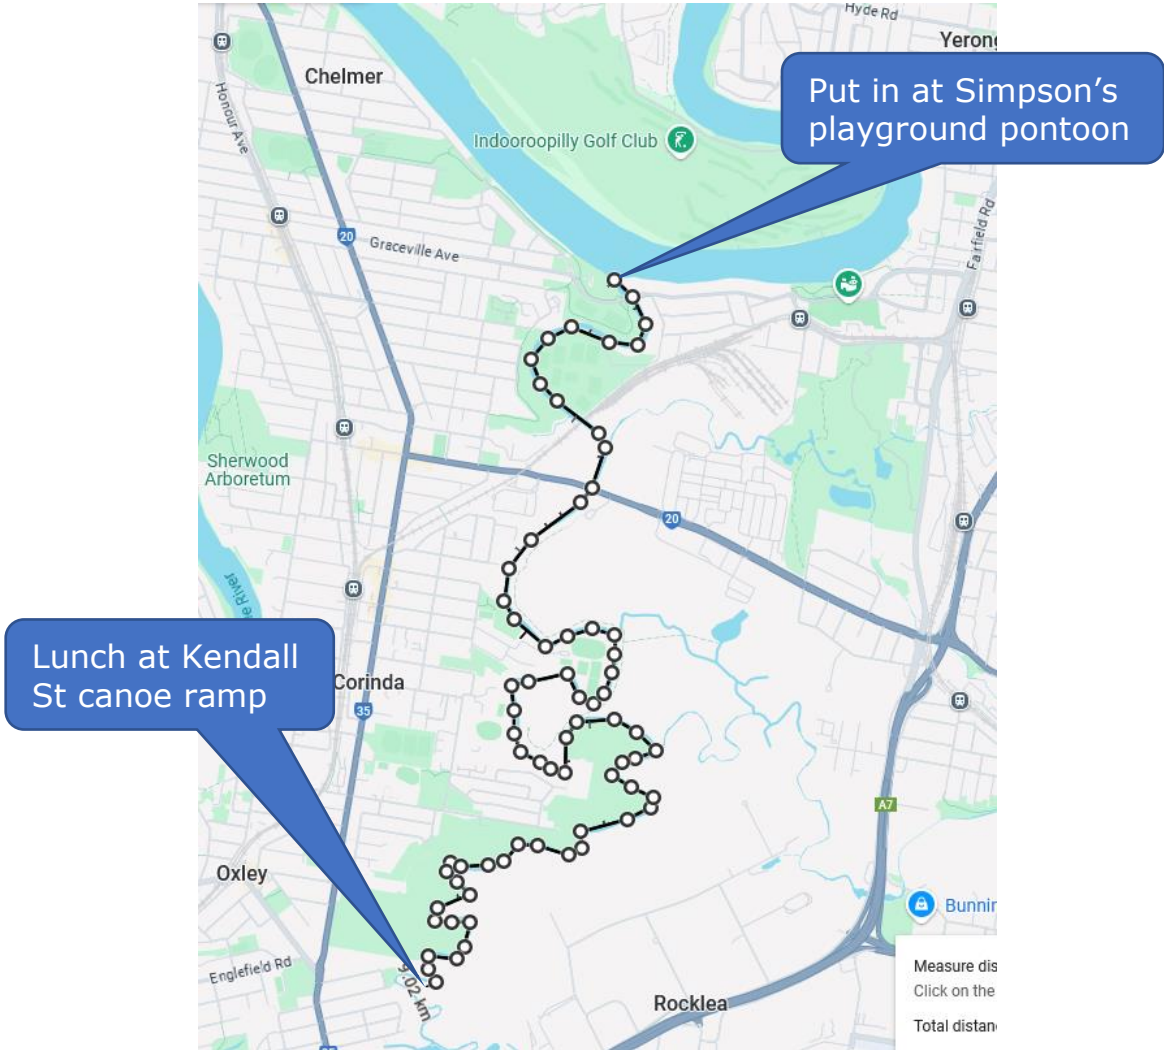 Hyde Rd
Yerong
Chelmer
Put in at Simpson's
playground pontoon
Honour Ave
Indooroopilly Golf Club
Fairfield Rd
20
Graceville Ave
Sherwood
Arboretum
20
e River
Lunch at Kendall
St canoe ramp
Corinda
35
A7
Oxley
Bunnin
Englefield Rd
9.02 km
Rocklea
Measure dis
Click on the
Total distan